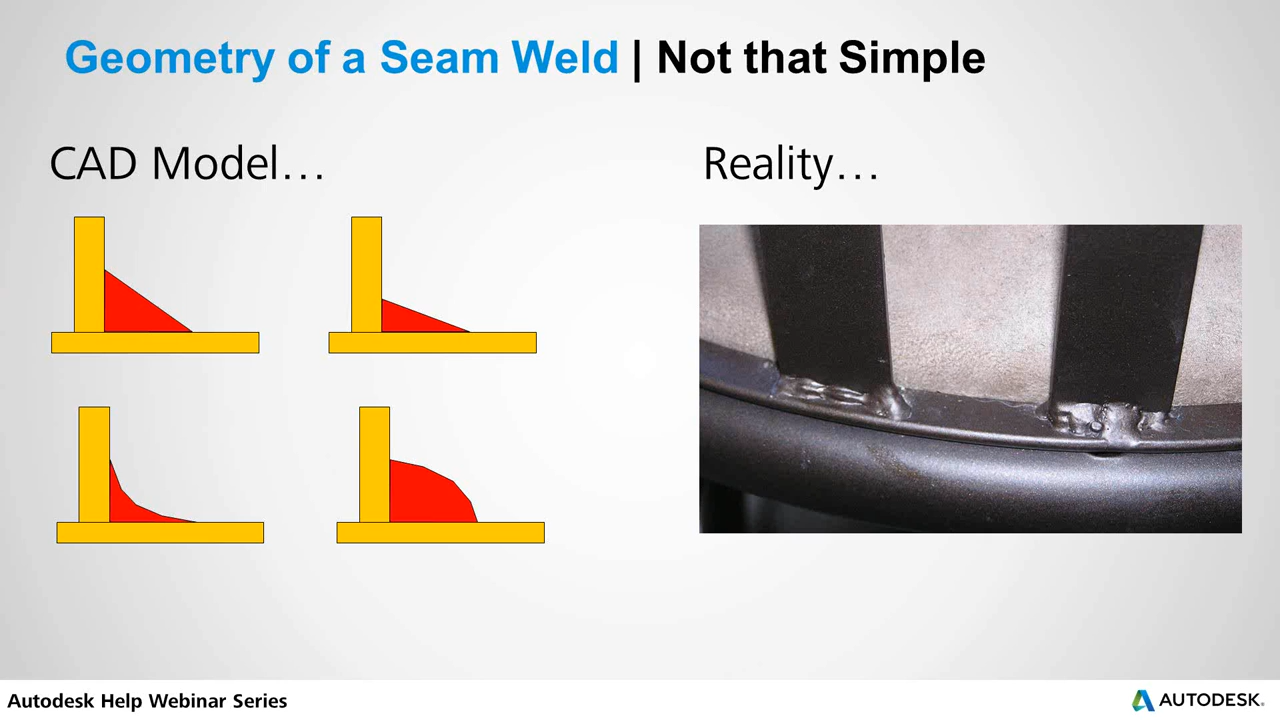 Geometry of a Seam Weld | Not that Simple
CAD Model…
Reality…
Autodesk Help Webinar Series
AUTODESK.